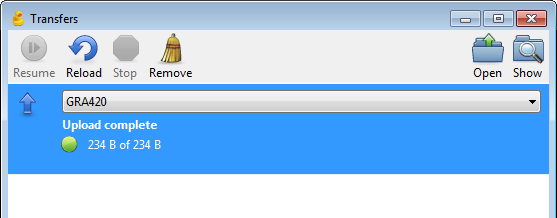 Transfers
Resume Reload Stop Remove Open Show
GRA420
Upload complete
234 B of 234 B